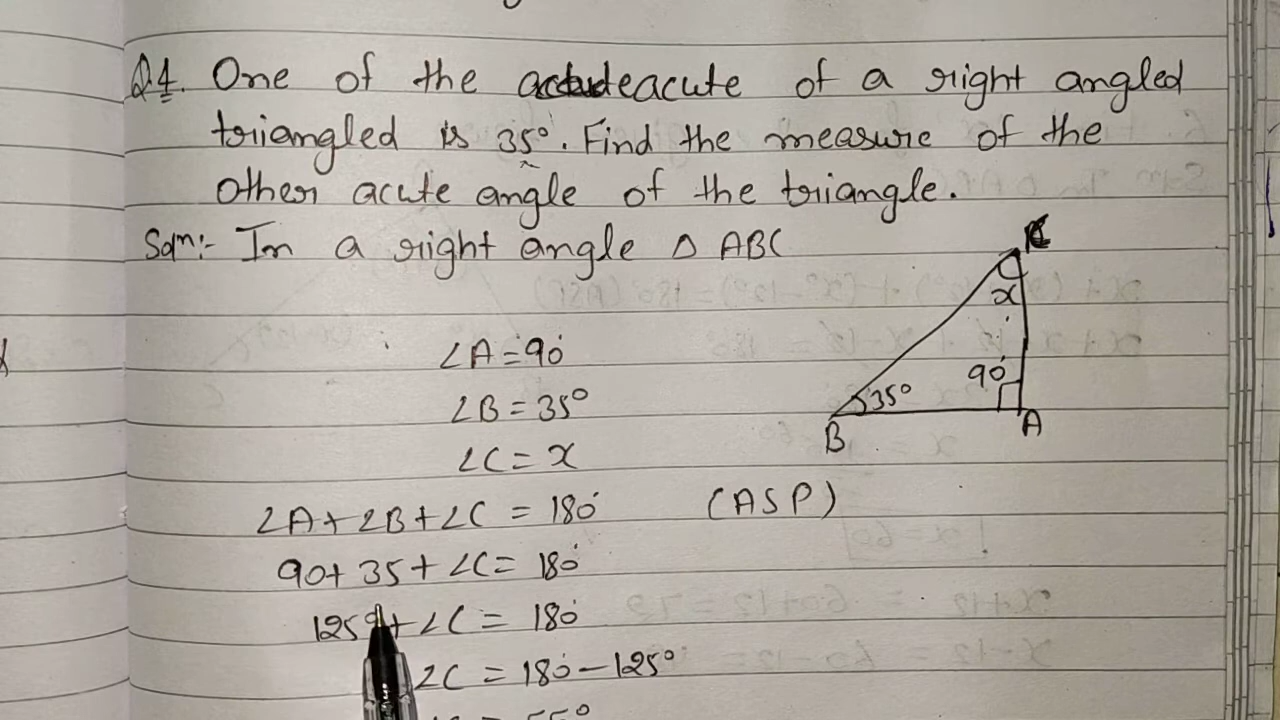 Q4. One of the acute of a right angled
triangled is 35°. Find the measure of the
other acute angle of the triangle.
Soln:- In a right angle △ ABC
C
x
∠A = 90°
90°
∠B = 35°
35°
B
A
∠C = x
∠A + ∠B + ∠C = 180° (ASP)
90 + 35 + ∠C = 180°
125° + ∠C = 180°
∠C = 180° - 125°
= 55°